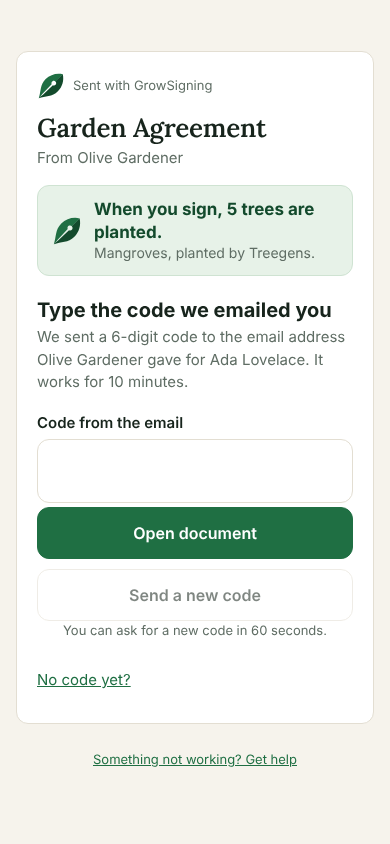 Sent with GrowSigning
Garden Agreement
From Olive Gardener
When you sign, 5 trees are
planted.
Mangroves, planted by Treegens.
Type the code we emailed you
We sent a 6-digit code to the email address
Olive Gardener gave for Ada Lovelace. It
works for 10 minutes.
Code from the email
Open document
Send a new code
You can ask for a new code in 60 seconds.
No code yet?
Something not working? Get help